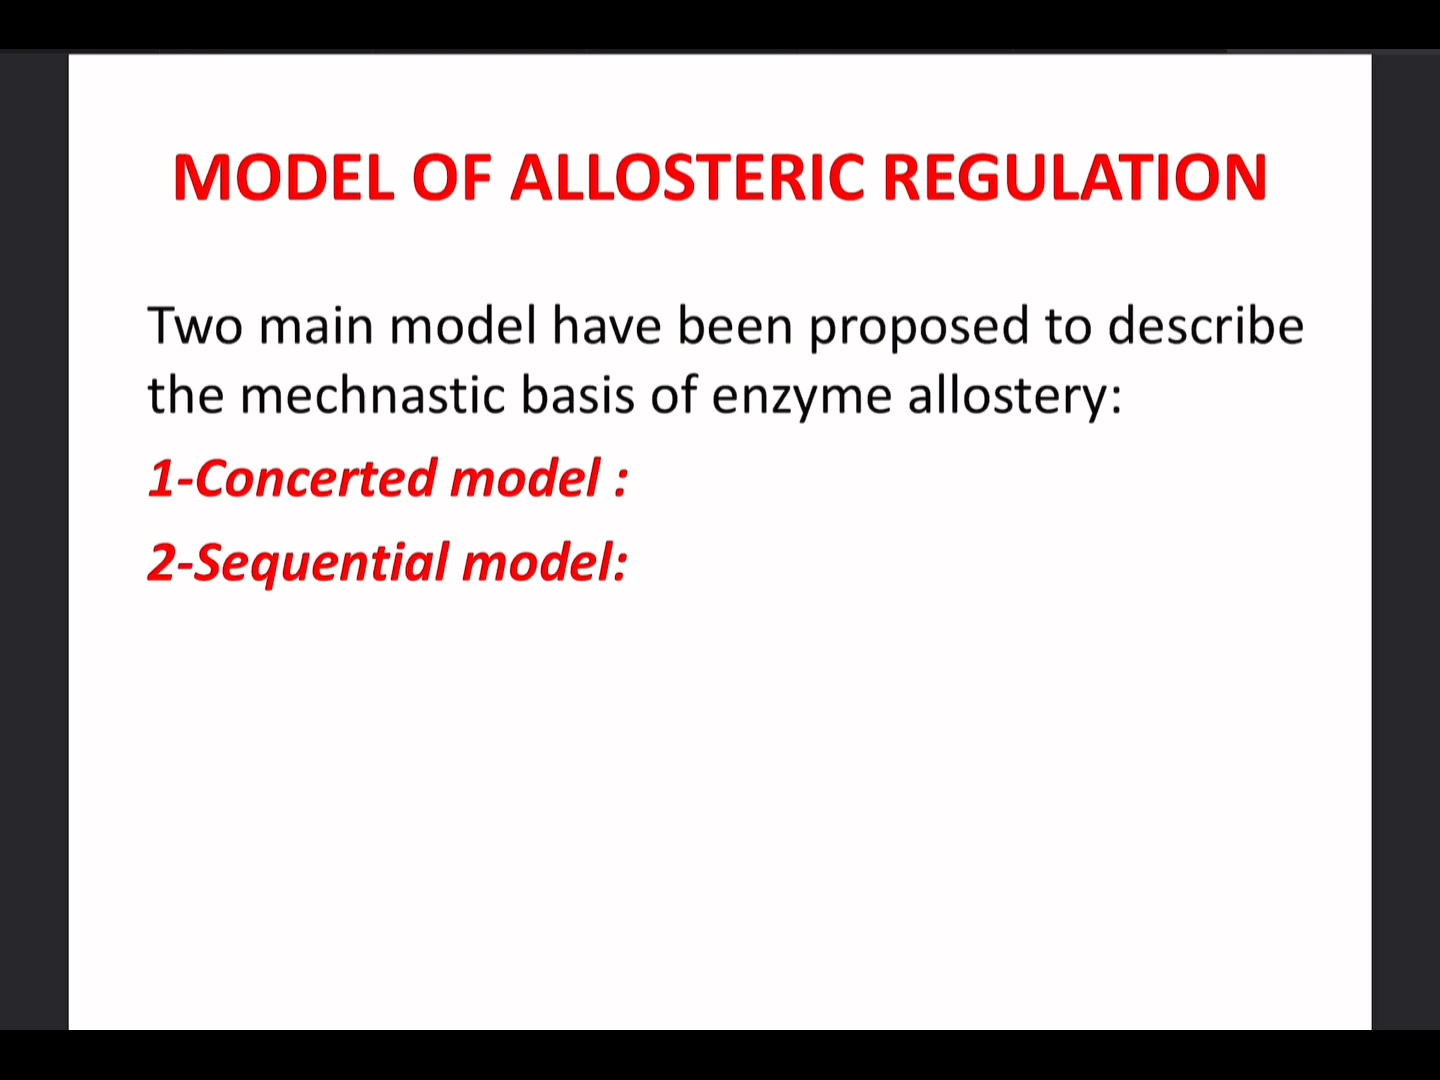 MODEL OF ALLOSTERIC REGULATION
Two main model have been proposed to describe
the mechnastic basis of enzyme allostery:
1-Concerted model :
2-Sequential model: